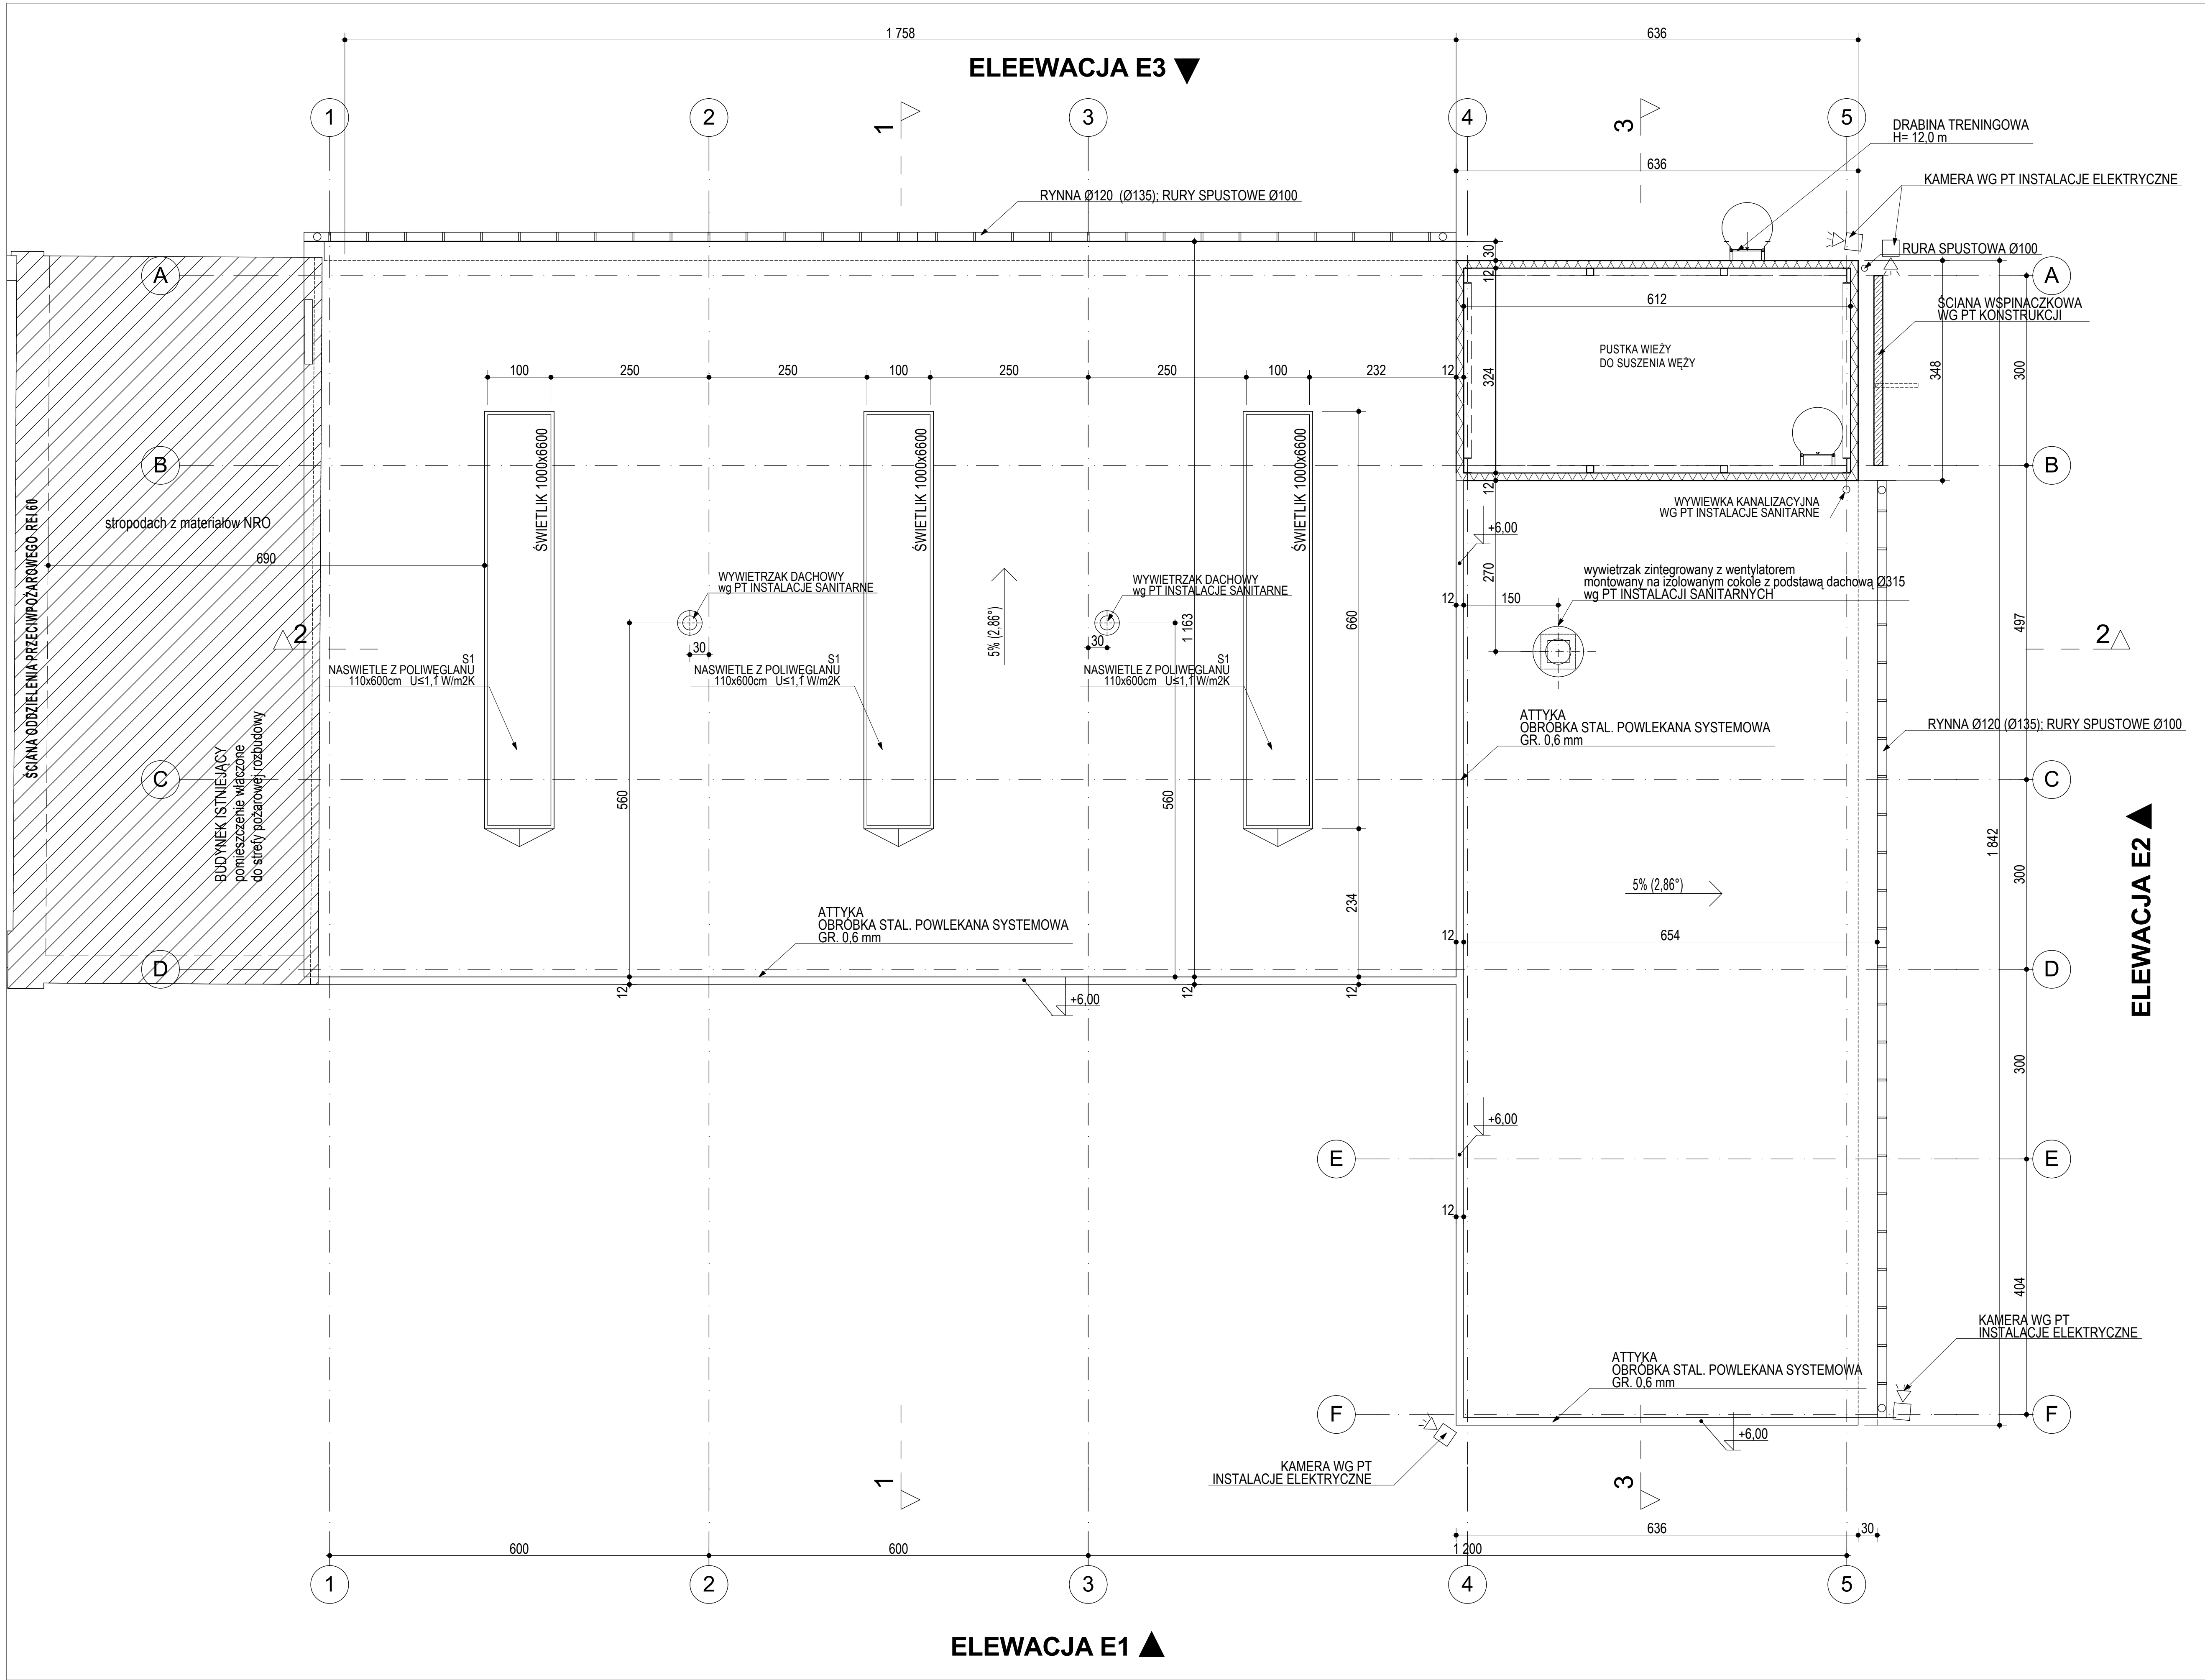 1 758
636
ELEEWACJA E3
1
2
1
3
4
3
5
DRABINA TRENINGOWA
H= 12,0 m
636
KAMERA WG PT INSTALACJE ELEKTRYCZNE
RYNNA Ø120 (Ø135); RURY SPUSTOWE Ø100
30
RURA SPUSTOWA Ø100
A
12
A
612
ŚCIANA WSPINACZKOWA
WG PT KONSTRUKCJI
PUSTKA WIEŻY
DO SUSZENIA WĘŻY
100
250
250
100
250
250
100
232
12
324
348
300
ŚWIETLIK 1000x6600
ŚWIETLIK 1000x6600
ŚWIETLIK 1000x6600
B
B
12
WYWIEWKA KANALIZACYJNA
WG PT INSTALACJE SANITARNE
ŚCIANA ODDZIELENIA PRZECIWPOŻAROWEGO REI 60
stropodach z materiałów NRO
+6,00
690
270
WYWIETRZAK DACHOWY
wg PT INSTALACJE SANITARNE
WYWIETRZAK DACHOWY
wg PT INSTALACJE SANITARNE
wywietrzak zintegrowany z wentylatorem
montowany na izolowanym cokole z podstawą dachową Ø315
wg PT INSTALACJI SANITARNYCH
12
150
5% (2,86°)
1 163
660
497
2
2
30
30
S1
NASWIETLE Z POLIWĘGLANU
110x600cm U≤1,1 W/m2K
S1
NASWIETLE Z POLIWĘGLANU
110x600cm U≤1,1 W/m2K
S1
NASWIETLE Z POLIWĘGLANU
110x600cm U≤1,1 W/m2K
ATTYKA
OBRÓBKA STAL. POWLEKANA SYSTEMOWA
GR. 0,6 mm
RYNNA Ø120 (Ø135); RURY SPUSTOWE Ø100
BUDYNEK ISTNIEJĄCY
pomieszczenie włączone
do strefy pożarowej rozbudowy
C
C
560
560
1 842
ELEWACJA E2
300
5% (2,86°)
234
ATTYKA
OBRÓBKA STAL. POWLEKANA SYSTEMOWA
GR. 0,6 mm
12
654
D
D
12
12
12
+6,00
300
+6,00
E
E
12
404
KAMERA WG PT
INSTALACJE ELEKTRYCZNE
ATTYKA
OBRÓBKA STAL. POWLEKANA SYSTEMOWA
GR. 0,6 mm
F
F
+6,00
KAMERA WG PT
INSTALACJE ELEKTRYCZNE
1
3
636
30
600
600
1 200
1
2
3
4
5
ELEWACJA E1